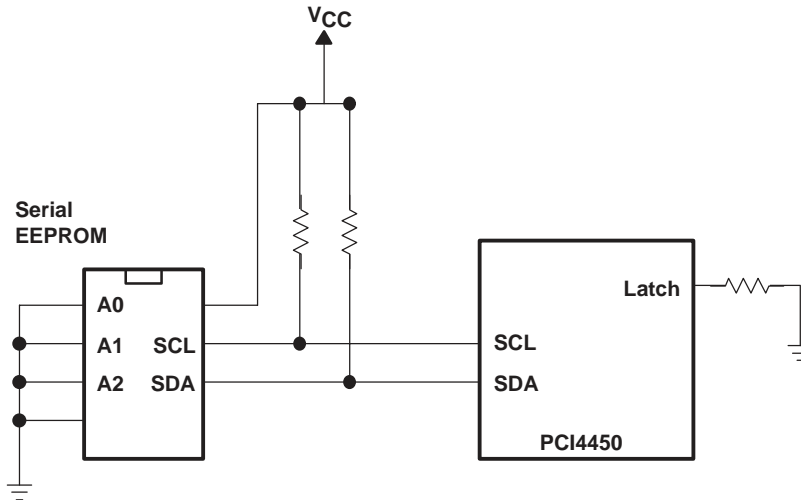 VCC
Serial
EEPROM
A0
A1 SCL
A2 SDA
Latch
SCL
SDA
PCI4450